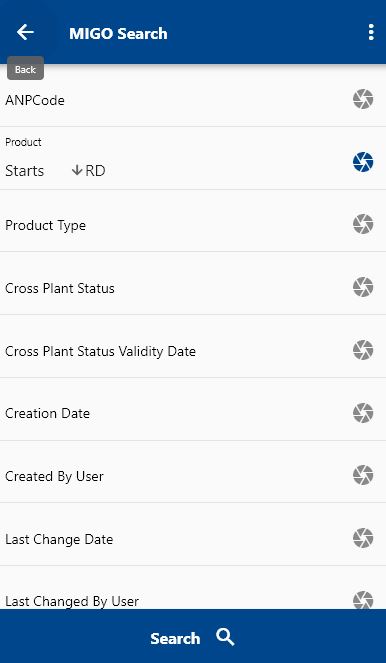 MIGO Search
Back
ANPCode
Product
Starts RD
Product Type
Cross Plant Status
Cross Plant Status Validity Date
Creation Date
Created By User
Last Change Date
Last Changed By User
Search